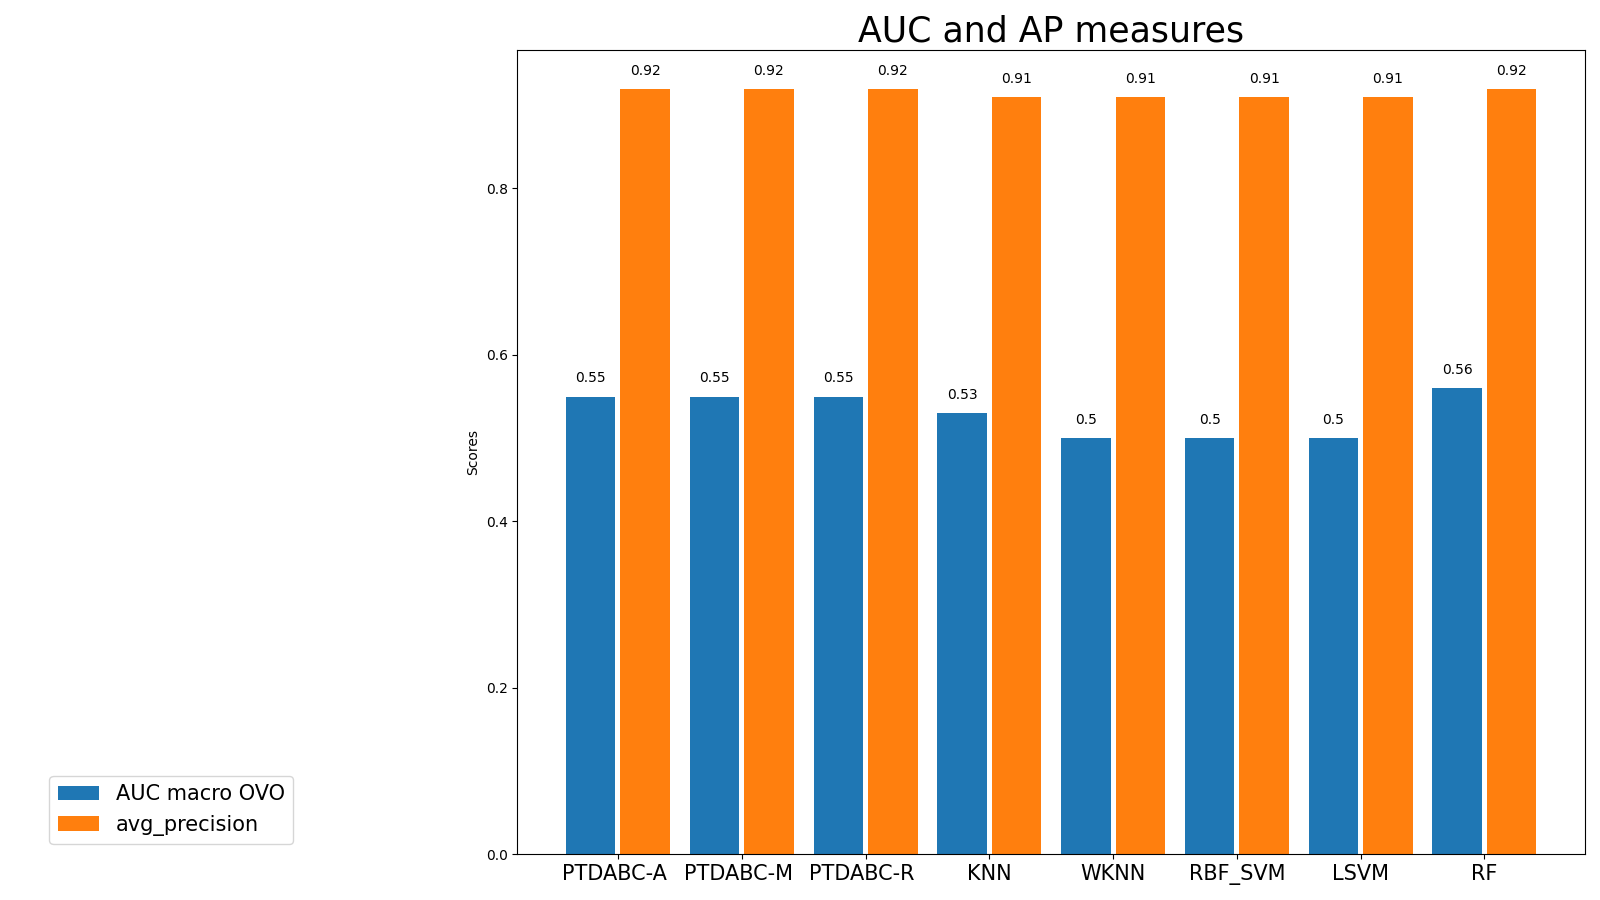 AUC and AP measures
0.92 0.92 0.92 0.91 0.91 0.91 0.91 0.92
0.8
0.6
0.55 0.55 0.55 0.53 0.5 0.5 0.5 0.56
Scores
0.4
0.2
AUC macro OVO
avg_precision
0.0
PTDABC-A PTDABC-M PTDABC-R KNN WKNN RBF_SVM LSVM RF